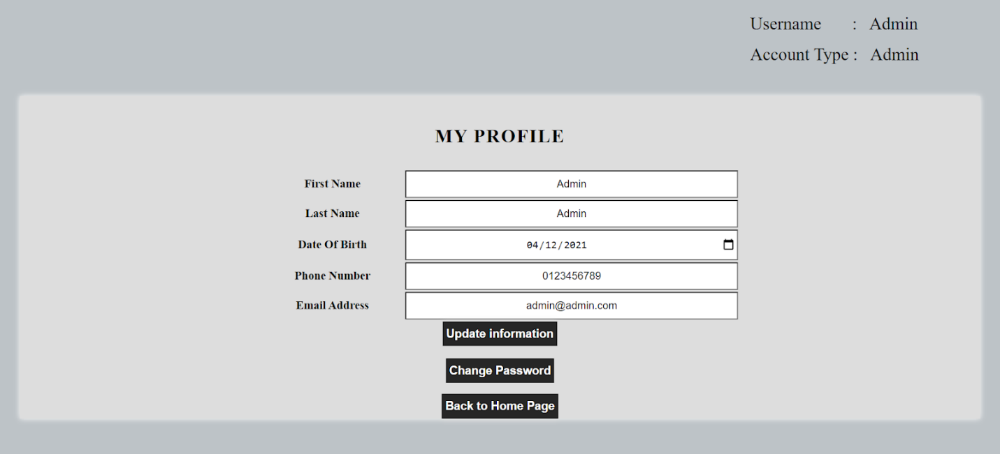 Username : Admin
Account Type : Admin
MY PROFILE
First Name Admin
Last Name Admin
Date Of Birth 04/12/2021
Phone Number 0123456789
Email Address admin@admin.com
Update information
Change Password
Back to Home Page